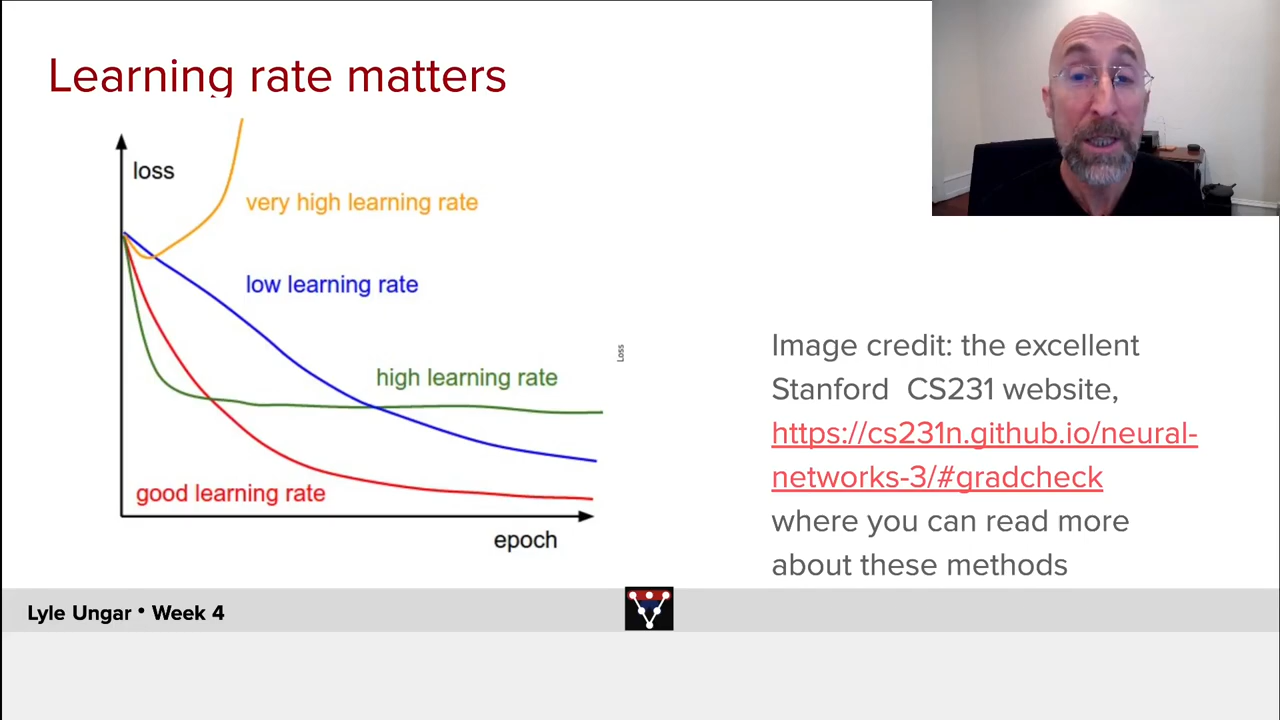 Learning rate matters
loss
very high learning rate
low learning rate
high learning rate
good learning rate
epoch
Loss
Image credit: the excellent
Stanford CS231 website,
https://cs231n.github.io/neural-
networks-3/#gradcheck
where you can read more
about these methods
Lyle Ungar • Week 4